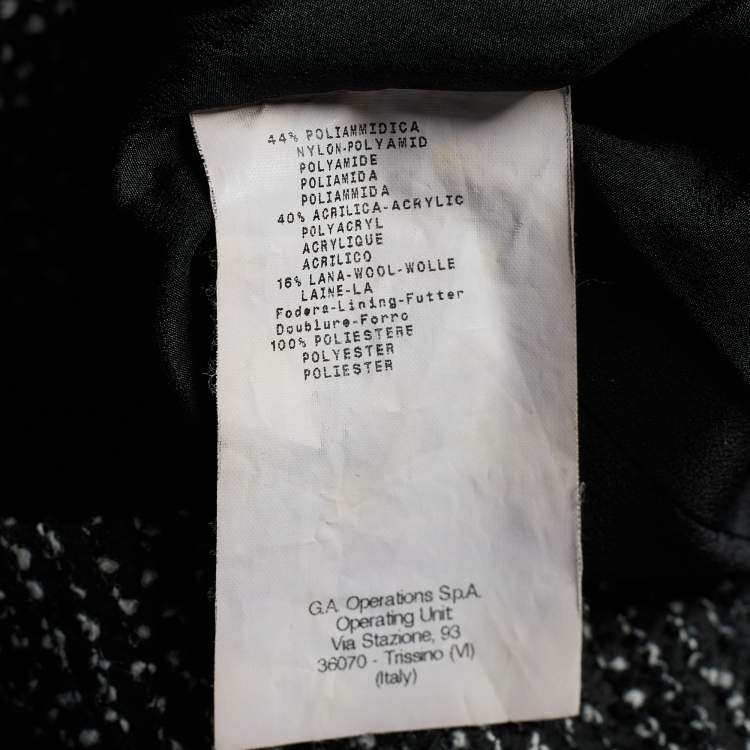 44% POLIAMMIDICA
NYLON-POLYAMID
POLYAMIDE
POLIAMIDA
POLIAMMIDA
40% ACRILICA-ACRYLIC
POLYACRYL
ACRYLIQUE
ACRILICO
16% LANA-WOOL-WOLLE
LAINE-LA
Fodera-Lining-Futter
Doublure-Forro
100% POLIESTERE
POLYESTER
POLIESTER
G.A. Operations S.p.A.
Operating Unit
Via Stazione, 93
36070 - Trissino (VI)
(Italy)